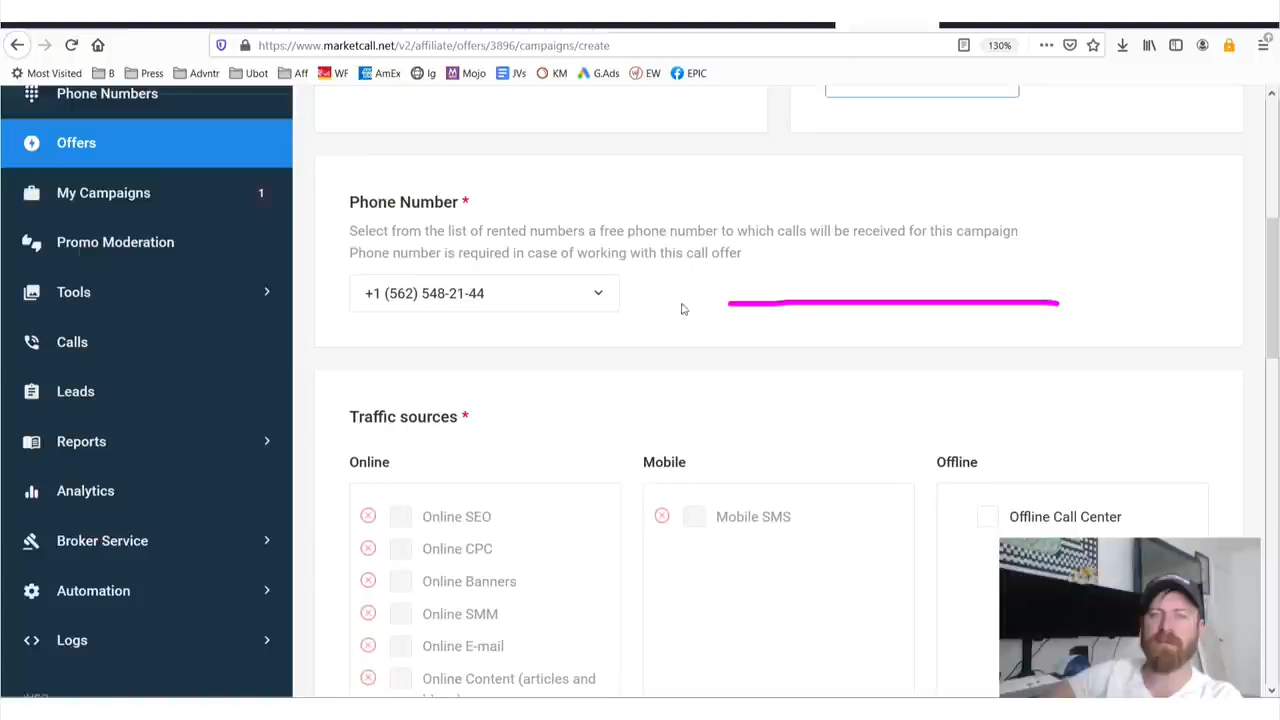 https://www.marketcall.net/v2/affiliate/offers/3896/campaigns/create
130%
Most Visited
B
Press
Advntr
Ubot
Aff
WF
AmEx
Ig
Mojo
JVs
KM
G.Ads
EW
EPIC
Phone Numbers
Offers
My Campaigns 1
Promo Moderation
Tools
Calls
Leads
Reports
Analytics
Broker Service
Automation
Logs
Phone Number *
Select from the list of rented numbers a free phone number to which calls will be received for this campaign
Phone number is required in case of working with this call offer
+1 (562) 548-21-44
Traffic sources *
Online
Online SEO
Online CPC
Online Banners
Online SMM
Online E-mail
Online Content (articles and
Mobile
Mobile SMS
Offline
Offline Call Center